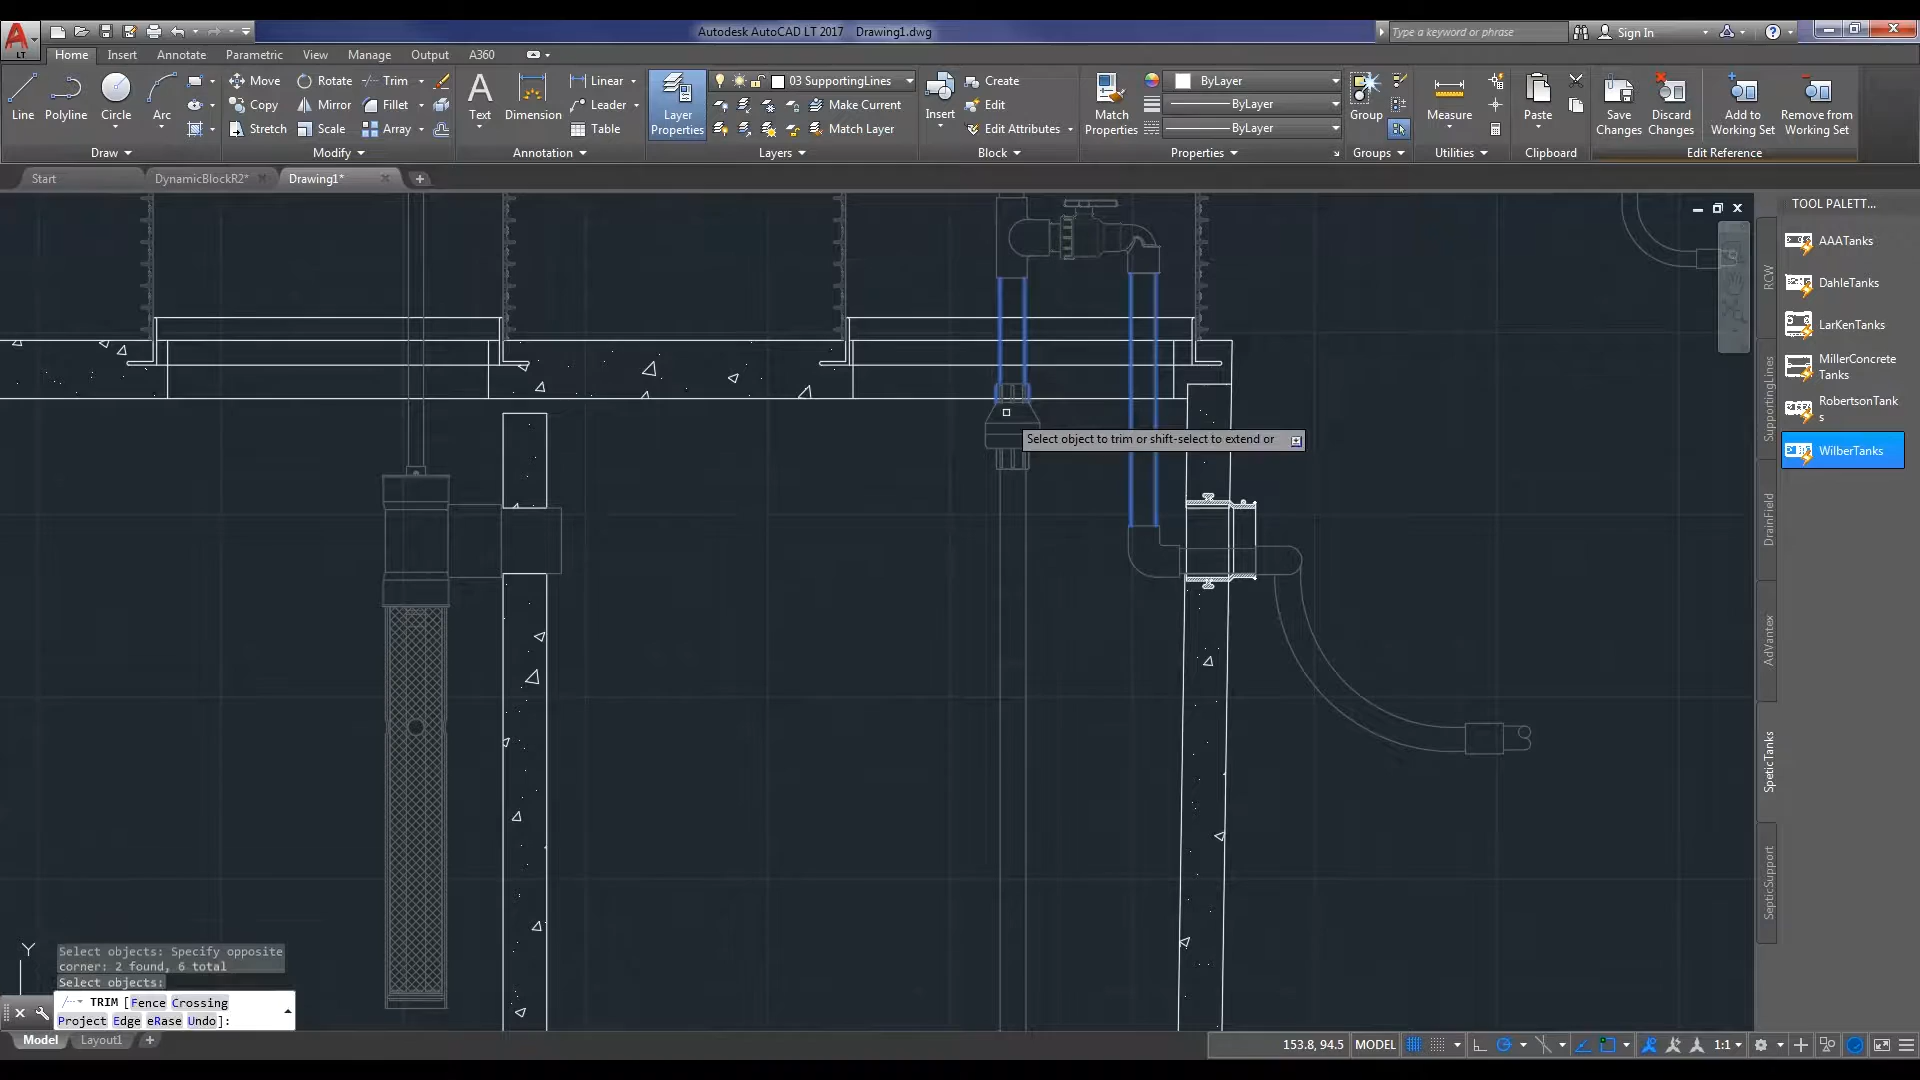 Autodesk AutoCAD LT 2017 Drawing1.dwg
Type a keyword or phrase
Sign In
LT
Home Insert Annotate Parametric View Manage Output A360
Line Polyline Circle Arc
Move Rotate Trim
Copy Mirror Fillet
Stretch Scale Array
Text Dimension
Linear
Leader
Table
Layer
Properties
03 SupportingLines
Make Current
Match Layer
Insert
Create
Edit
Edit Attributes
Match
Properties
ByLayer
ByLayer
ByLayer
Group
Measure
Paste
Save
Changes
Discard
Changes
Add to
Working Set
Remove from
Working Set
Draw Modify Annotation Layers Block Properties Groups Utilities Clipboard Edit Reference
Start DynamicBlockR2* Drawing1*
TOOL PALETT...
AAATanks
DahleTanks
LarKenTanks
MillerConcrete
Tanks
RobertsonTank
s
WilberTanks
RCW
SupportingLines
DrainField
AdVantex
SpeticTanks
SepticSupport
Select object to trim or shift-select to extend or
Y
Select objects: Specify opposite
corner: 2 found, 6 total
Select objects:
TRIM [Fence Crossing
Project Edge eRase Undo]:
Model Layout1
153.8, 94.5 MODEL 1:1